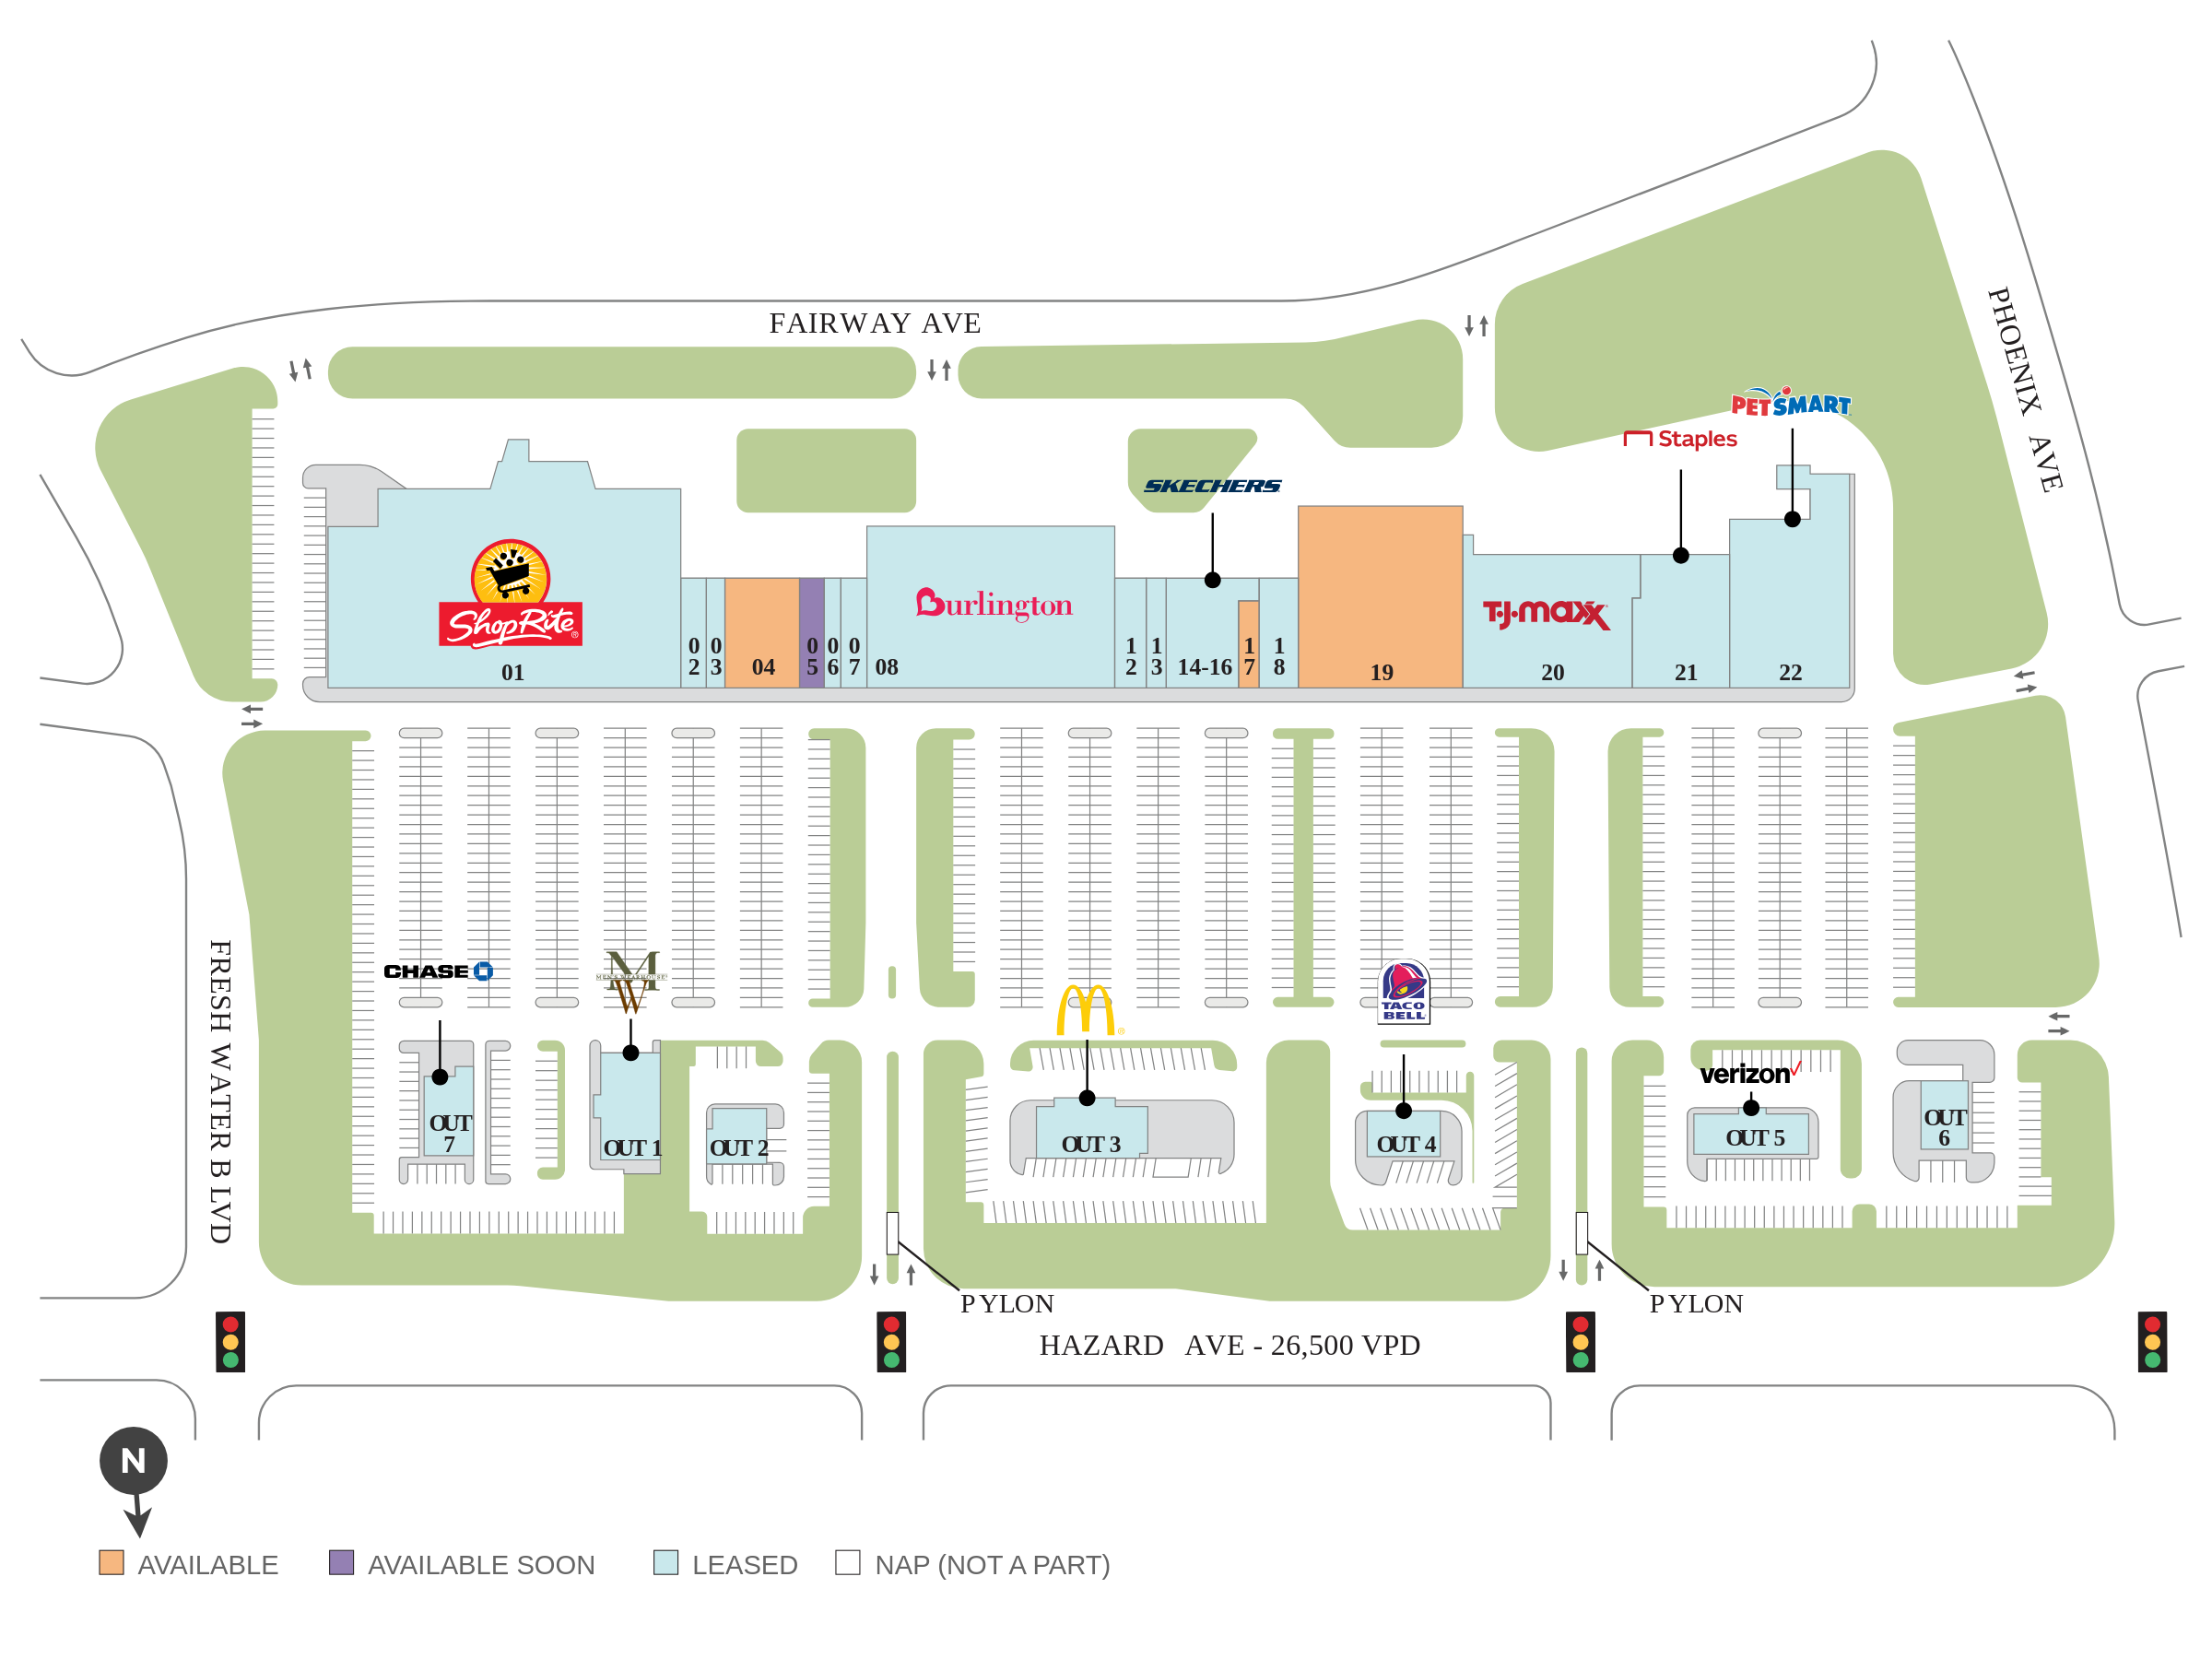 FAIRWAY AVE
PHOENIX AVE
PETSMART
Staples
SKECHERS
ShopRite®
Burlington
T.J.maxx
01
02
03
04
05
06
07
08
12
13
14-16
17
18
19
20
21
22
FRESH WATER BLVD
CHASE
M
MEN'S WEARHOUSE
W
®
TACO
BELL
verizon
OUT
7
OUT 1
OUT 2
OUT 3
OUT 4
OUT 5
OUT
6
PYLON
PYLON
HAZARD AVE - 26,500 VPD
N
AVAILABLE
AVAILABLE SOON
LEASED
NAP (NOT A PART)